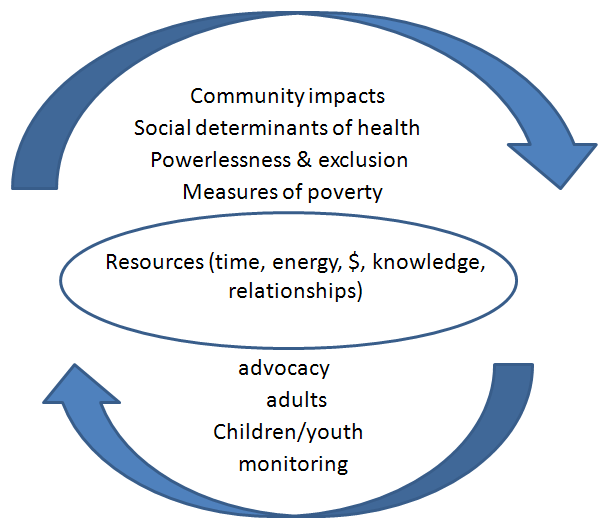 Community impacts
Social determinants of health
Powerlessness & exclusion
Measures of poverty
Resources (time, energy, $, knowledge,
relationships)
advocacy
adults
Children/youth
monitoring